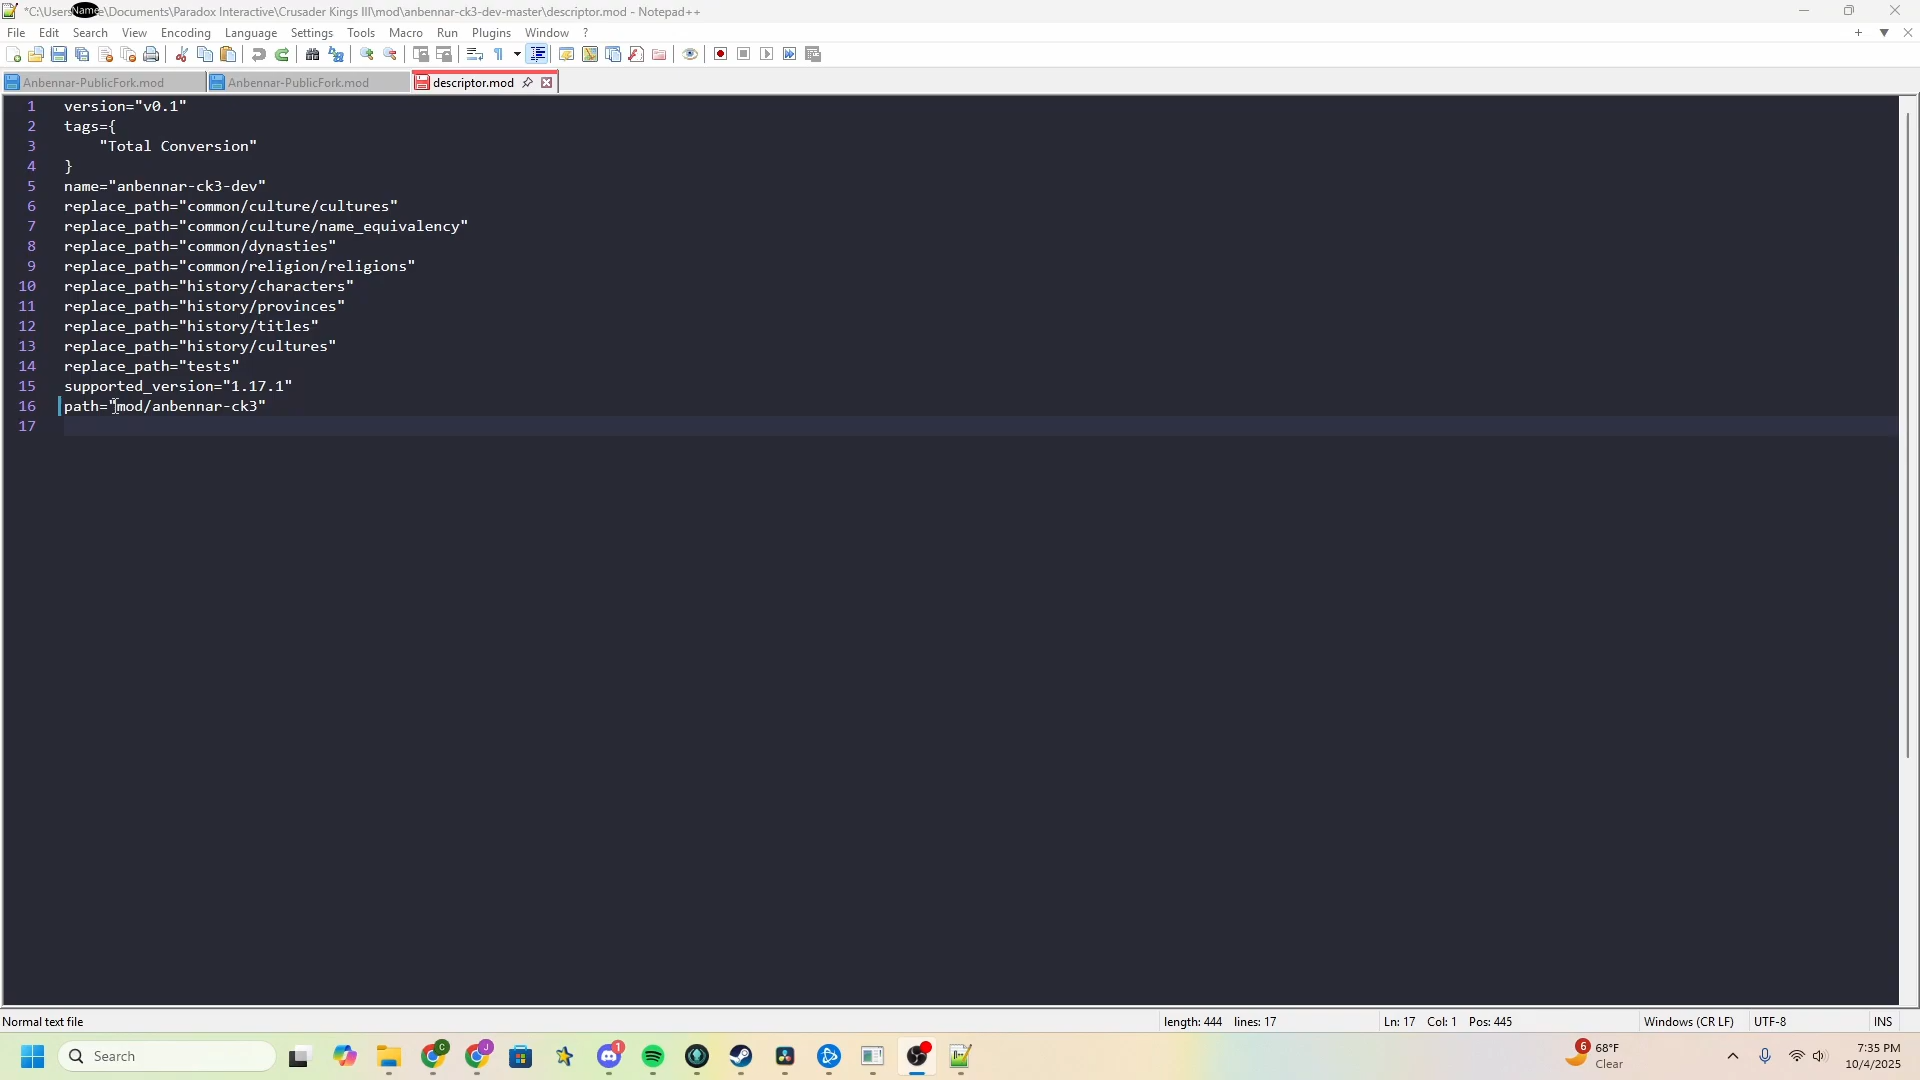 *C:\Users Name e\Documents\Paradox Interactive\Crusader Kings III\mod\anbennar-ck3-dev-master\descriptor.mod - Notepad++
File Edit Search View Encoding Language Settings Tools Macro Run Plugins Window ?
Anbennar-PublicFork.mod Anbennar-PublicFork.mod descriptor.mod
1 version="v0.1"
2 tags={
3 "Total Conversion"
4 }
5 name="anbennar-ck3-dev"
6 replace_path="common/culture/cultures"
7 replace_path="common/culture/name_equivalency"
8 replace_path="common/dynasties"
9 replace_path="common/religion/religions"
10 replace_path="history/characters"
11 replace_path="history/provinces"
12 replace_path="history/titles"
13 replace_path="history/cultures"
14 replace_path="tests"
15 supported_version="1.17.1"
16 path="mod/anbennar-ck3"
17
Normal text file length: 444 lines: 17 Ln: 17 Col: 1 Pos: 445 Windows (CR LF) UTF-8 INS
Search
C
J
1
6
68°F
Clear
7:35 PM
10/4/2025